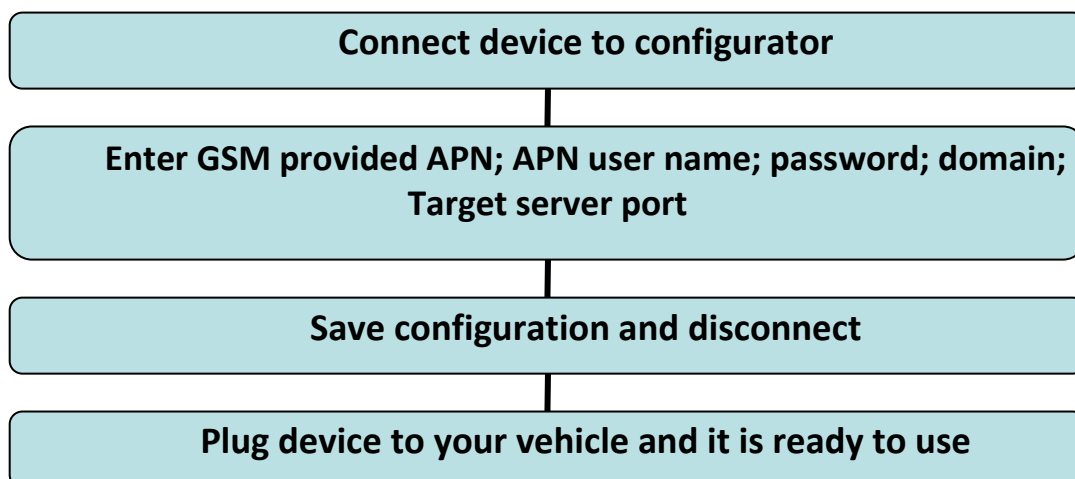 Connect device to configurator
Enter GSM provided APN; APN user name; password; domain;
Target server port
Save configuration and disconnect
Plug device to your vehicle and it is ready to use